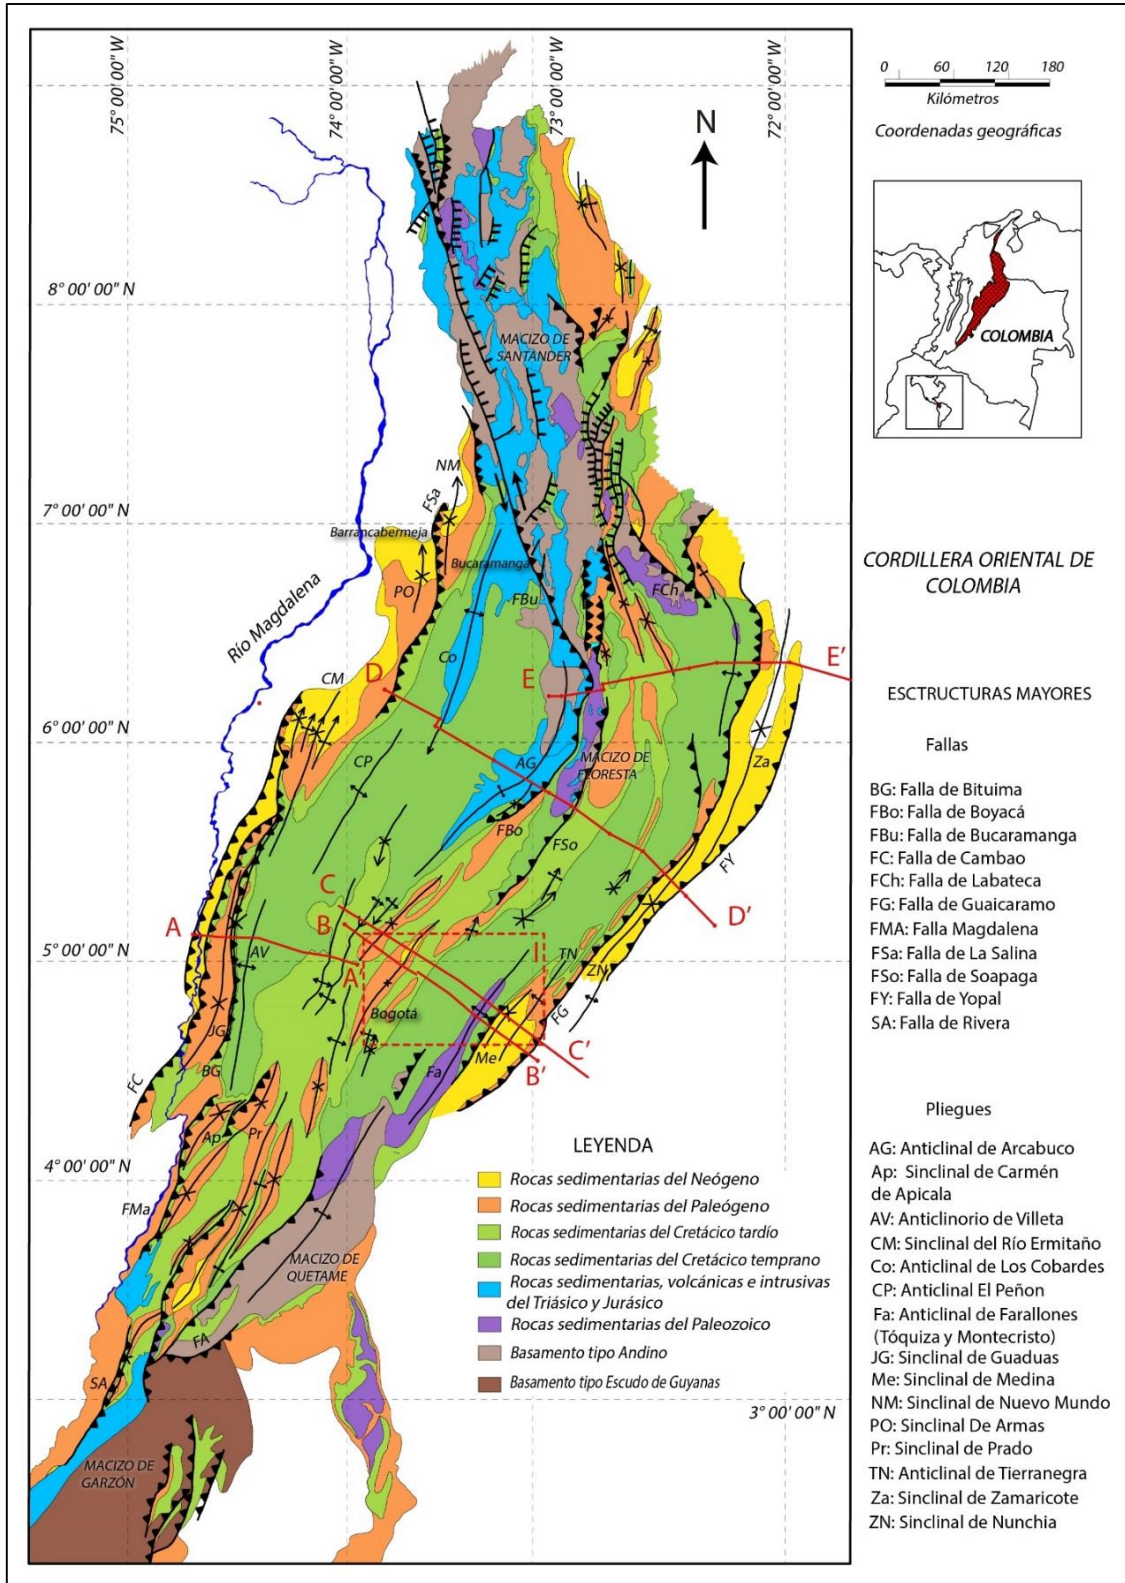 75° 00' 00" W
74° 00' 00" W
73° 00' 00" W
72° 00' 00" W
0 60 120 180
Kilómetros
Coordenadas geográficas
N
COLOMBIA
8° 00' 00" N
MACIZO DE
SANTANDER
NM
FSa
7° 00' 00" N
Barrancabermeja
Bucaramanga
PO
FBu
FCh
Río Magdalena
CORDILLERA ORIENTAL DE
COLOMBIA
Co
CM
D
E
E'
6° 00' 00" N
CP
AG
MACIZO DE
FLORESTA
Za
FBo
FSo
FY
ESCTRUCTURAS MAYORES
Fallas
BG: Falla de Bituima
FBo: Falla de Boyacá
FBu: Falla de Bucaramanga
FC: Falla de Cambao
FCh: Falla de Labateca
FG: Falla de Guaicaramo
FMA: Falla Magdalena
FSa: Falla de La Salina
FSo: Falla de Soapaga
FY: Falla de Yopal
SA: Falla de Rivera
C
B
A
D'
5° 00' 00" N
AV
A'
I
TN
ZN
Bogotá
JG
FG
Me
C'
B'
BG
FC
Fa
Ap
Pr
4° 00' 00" N
FMa
MACIZO DE
QUETAME
FA
SA
MACIZO DE
GARZÓN
3° 00' 00" N
LEYENDA
Rocas sedimentarias del Neógeno
Rocas sedimentarias del Paleógeno
Rocas sedimentarias del Cretácico tardío
Rocas sedimentarias del Cretácico temprano
Rocas sedimentarias, volcánicas e intrusivas
del Triásico y Jurásico
Rocas sedimentarias del Paleozoico
Basamento tipo Andino
Basamento tipo Escudo de Guyanas
Pliegues
AG: Anticlinal de Arcabuco
Ap: Sinclinal de Carmén
de Apicala
AV: Anticlinorio de Villeta
CM: Sinclinal del Río Ermitaño
Co: Anticlinal de Los Cobardes
CP: Anticlinal El Peñon
Fa: Anticlinal de Farallones
(Tóquiza y Montecristo)
JG: Sinclinal de Guaduas
Me: Sinclinal de Medina
NM: Sinclinal de Nuevo Mundo
PO: Sinclinal De Armas
Pr: Sinclinal de Prado
TN: Anticlinal de Tierranegra
Za: Sinclinal de Zamaricote
ZN: Sinclinal de Nunchia